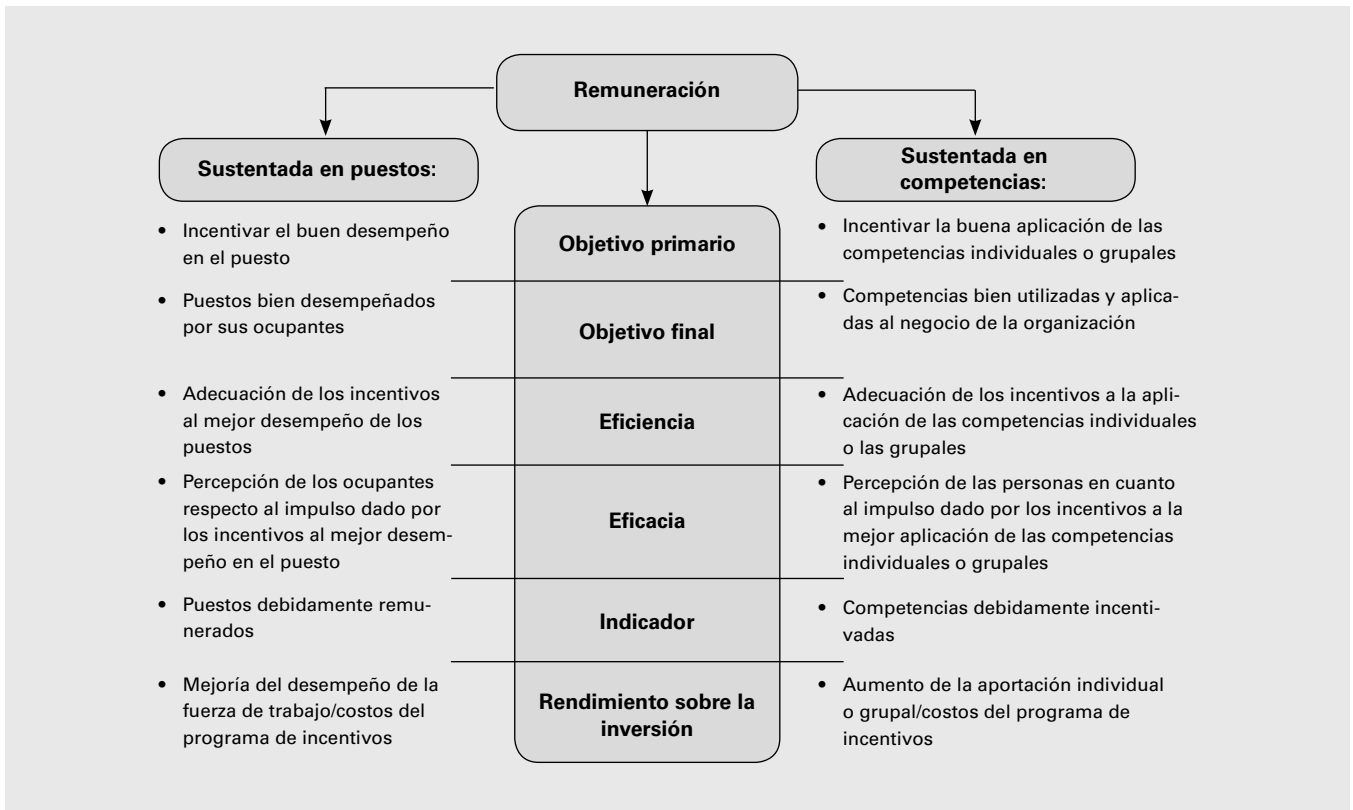 Remuneración
Sustentada en puestos:
• Incentivar el buen desempeño
en el puesto
• Puestos bien desempeñados
por sus ocupantes
• Adecuación de los incentivos
al mejor desempeño de los
puestos
• Percepción de los ocupantes
respecto al impulso dado por
los incentivos al mejor desem-
peño en el puesto
• Puestos debidamente remu-
nerados
• Mejoría del desempeño de la
fuerza de trabajo/costos del
programa de incentivos
Objetivo primario
Objetivo final
Eficiencia
Eficacia
Indicador
Rendimiento sobre la
inversión
Sustentada en
competencias:
• Incentivar la buena aplicación de las
competencias individuales o grupales
• Competencias bien utilizadas y aplica-
das al negocio de la organización
• Adecuación de los incentivos a la apli-
cación de las competencias individuales
o las grupales
• Percepción de las personas en cuanto
al impulso dado por los incentivos a la
mejor aplicación de las competencias
individuales o grupales
• Competencias debidamente incenti-
vadas
• Aumento de la aportación individual
o grupal/costos del programa de
incentivos